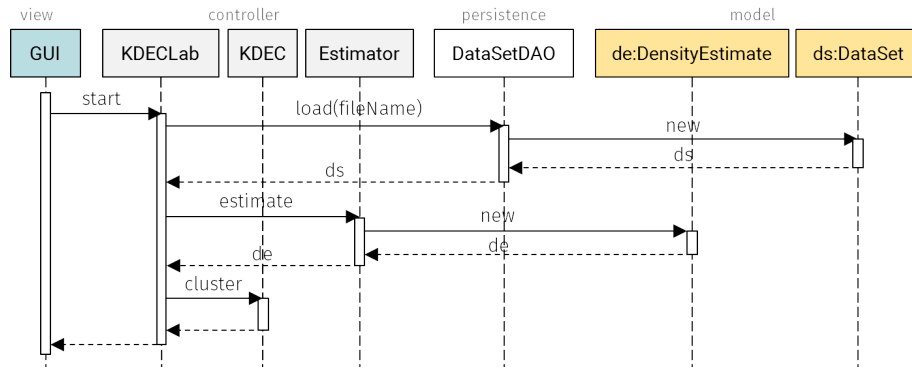 view controller persistence model
GUI KDECLab KDEC Estimator DataSetDAO de:DensityEstimate ds:DataSet
start
load(fileName)
new
ds
ds
estimate
new
de
de
cluster